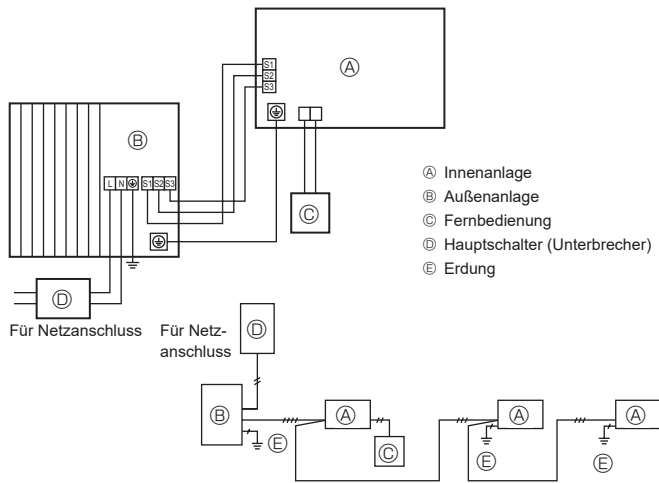 S1
S2
S3
Ⓐ
Ⓑ
L N S1 S2 S3
Ⓒ
Ⓓ
Für Netzanschluss
Ⓐ Innenanlage
Ⓑ Außenanlage
Ⓒ Fernbedienung
Ⓓ Hauptschalter (Unterbrecher)
Ⓔ Erdung
Für Netz-
anschluss
Ⓓ
Ⓑ
Ⓔ
Ⓐ
Ⓒ
Ⓐ
Ⓔ
Ⓐ
Ⓔ